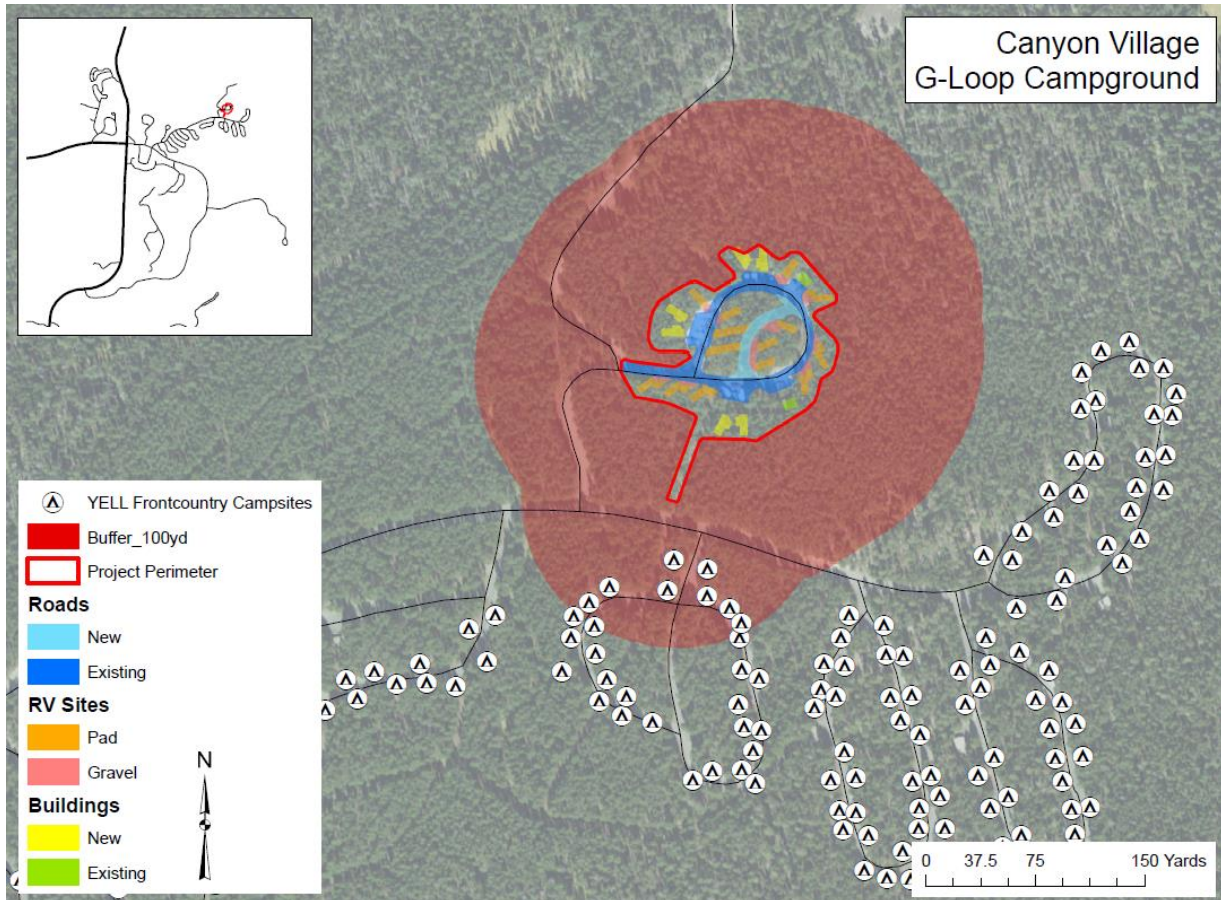 Canyon Village
G-Loop Campground
YELL Frontcountry Campsites
Buffer_100yd
Project Perimeter
Roads
New
Existing
RV Sites
Pad
Gravel
Buildings
New
Existing
N
0 37.5 75 150 Yards